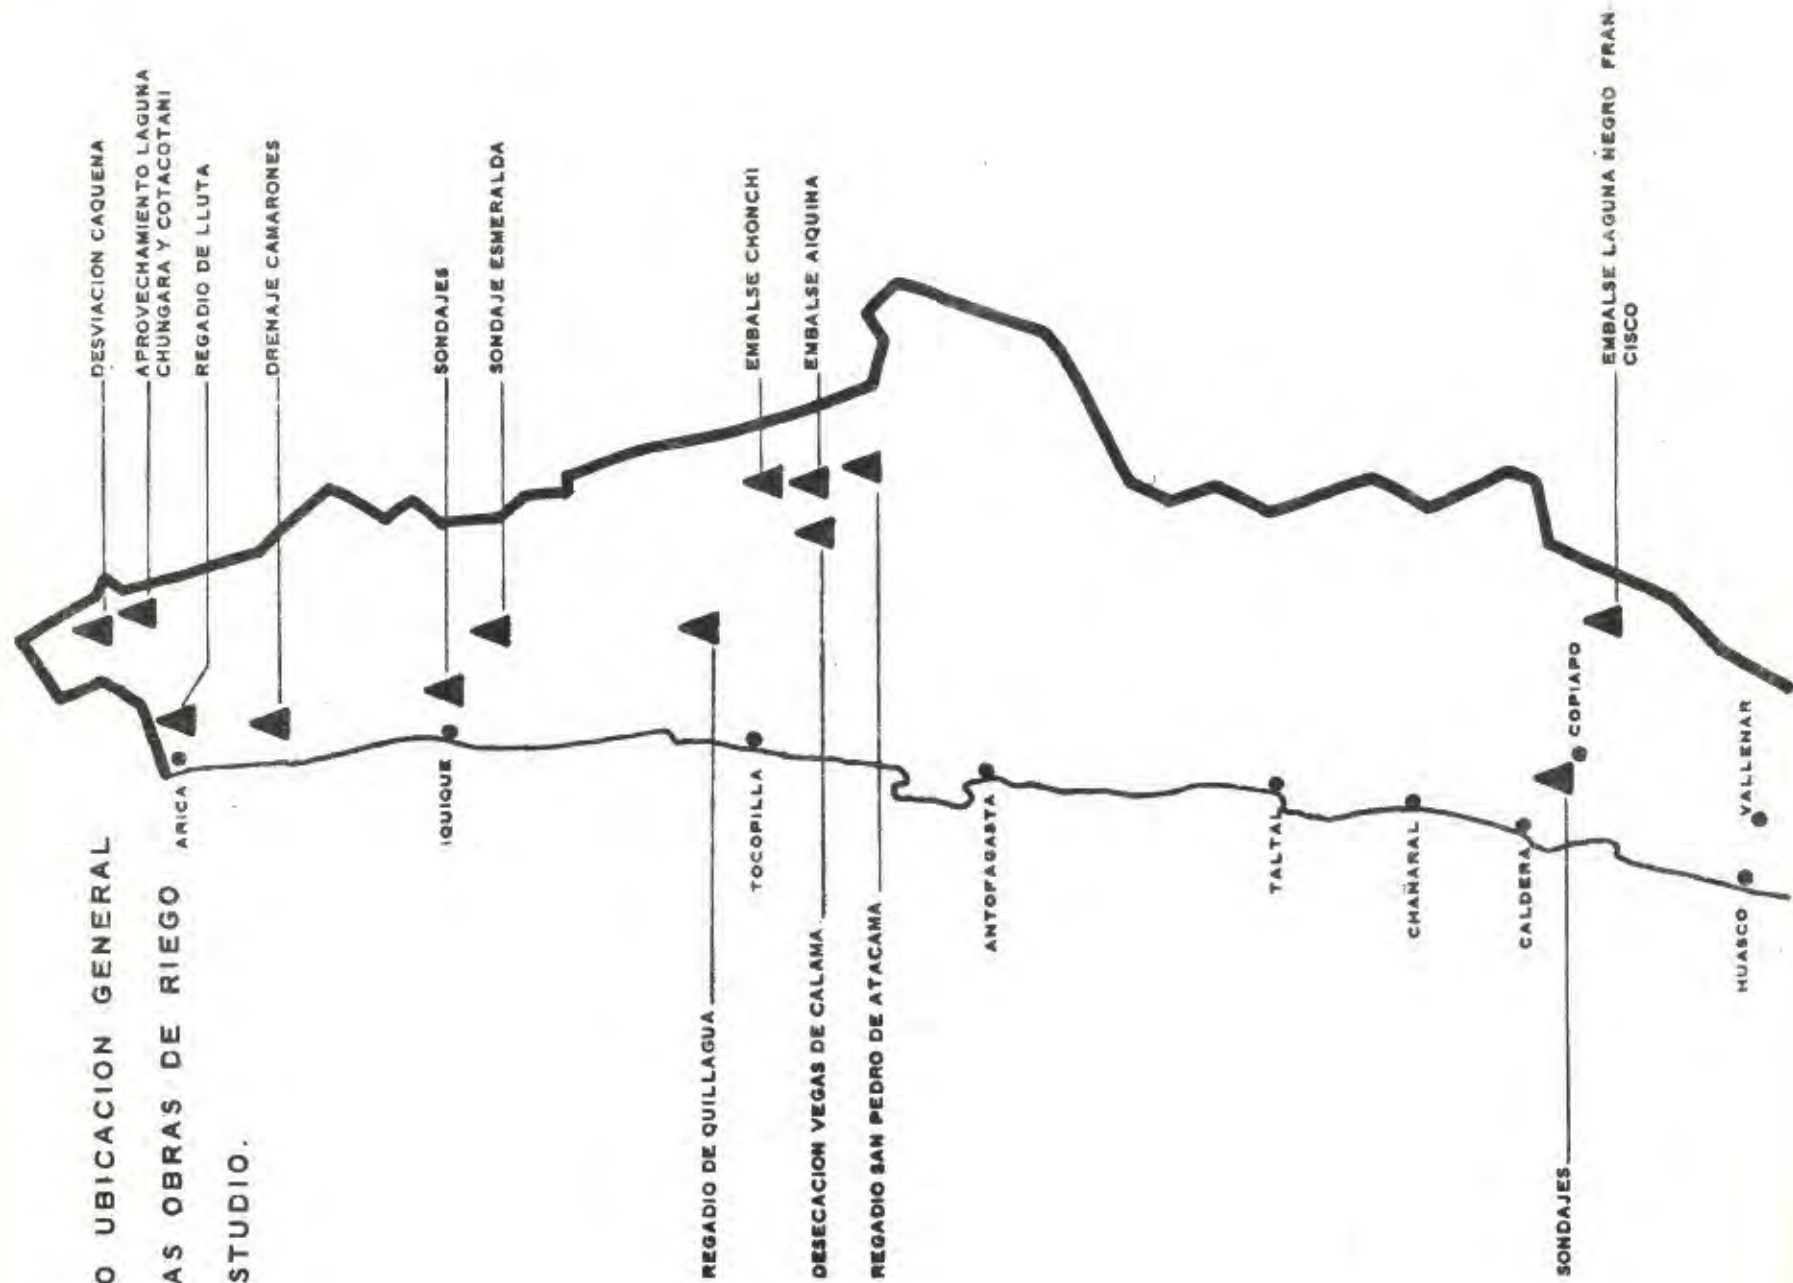 O UBICACION GENERAL
AS OBRAS DE RIEGO
STUDIO.
DESVIACION CAQUENA
APROVECHAMIENTO LAGUNA
CHUNGARA Y COTACOTANI
REGADIO DE LLUTA
DRENAJE CAMARONES
SONDAJES
SONDAJE ESMERALDA
EMBALSE CHONCHI
EMBALSE AIQUINA
EMBALSE LAGUNA NEGRO FRAN
CISCO
ARICA
IQUIQUE
TOCOPILLA
ANTOFAGASTA
TALTAL
CHAÑARAL
CALDERA
COPIAPO
HUASCO
VALLENAR
REGADIO DE QUILLAGUA
DESECACION VEGAS DE CALAMA
REGADIO SAN PEDRO DE ATACAMA
SONDAJES